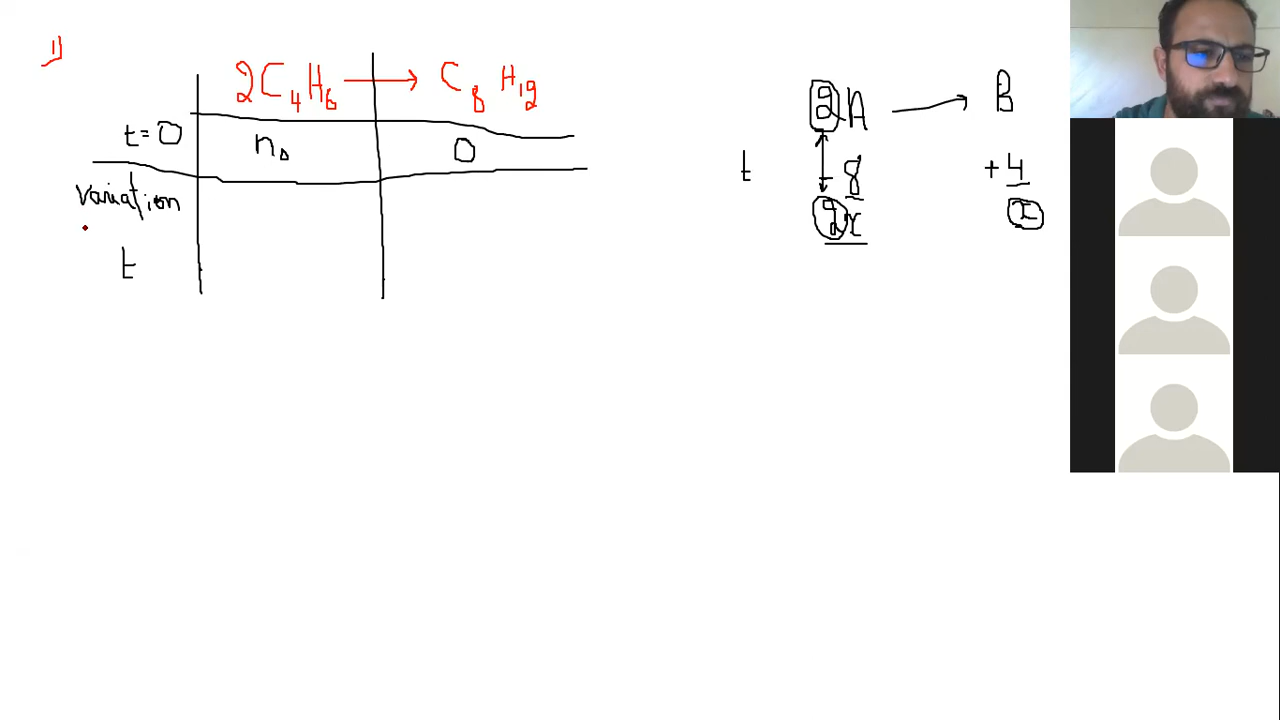 1)
2C₄H₆ → C₈H₁₂
t=0 n₀ 0
variation
t
2A → B
t - 8 + 4
2x x